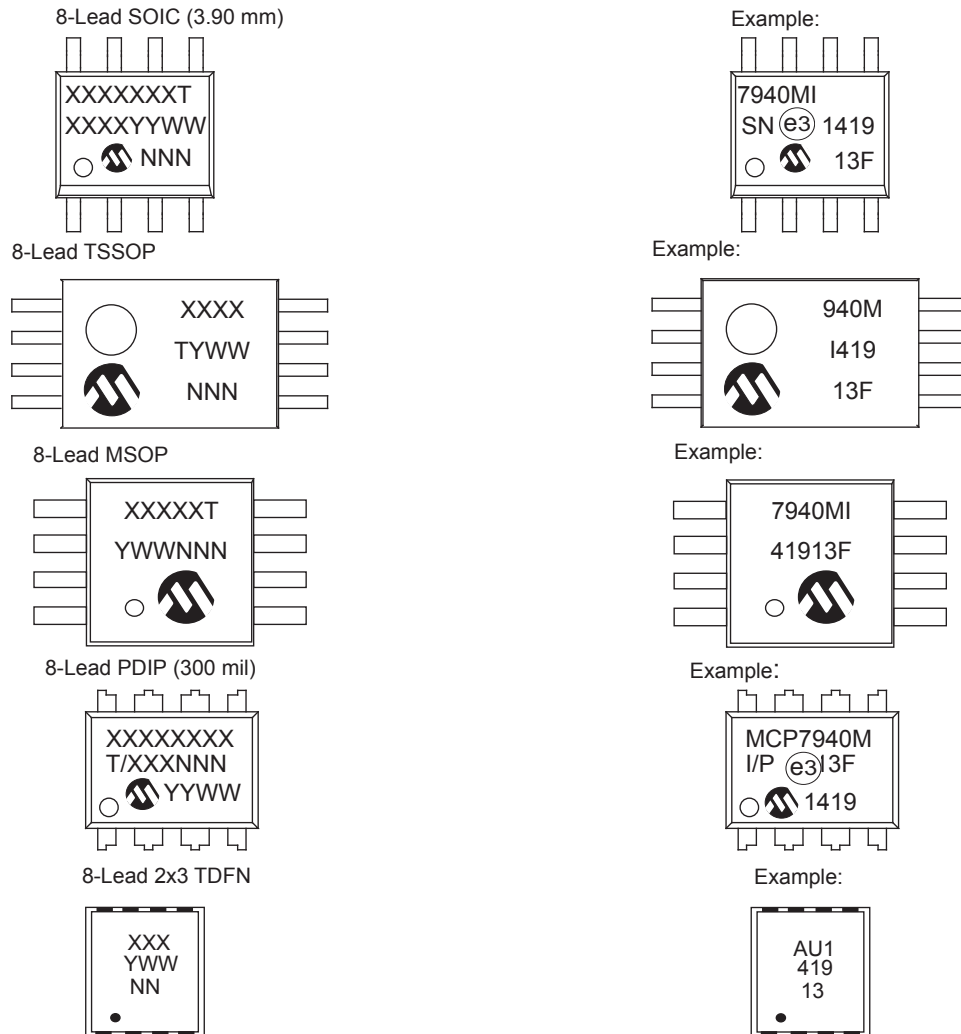 8-Lead SOIC (3.90 mm)
Example:
XXXXXXXT
XXXXYYWW
NNN
7940MI
SN e3 1419
13F
8-Lead TSSOP
Example:
XXXX
TYWW
NNN
940M
I419
13F
8-Lead MSOP
Example:
XXXXXT
YWWNNN
7940MI
41913F
8-Lead PDIP (300 mil)
Example:
XXXXXXXX
T/XXXNNN
YYWW
MCP7940M
I/P e3 13F
1419
8-Lead 2x3 TDFN
Example:
XXX
YWW
NN
AU1
419
13